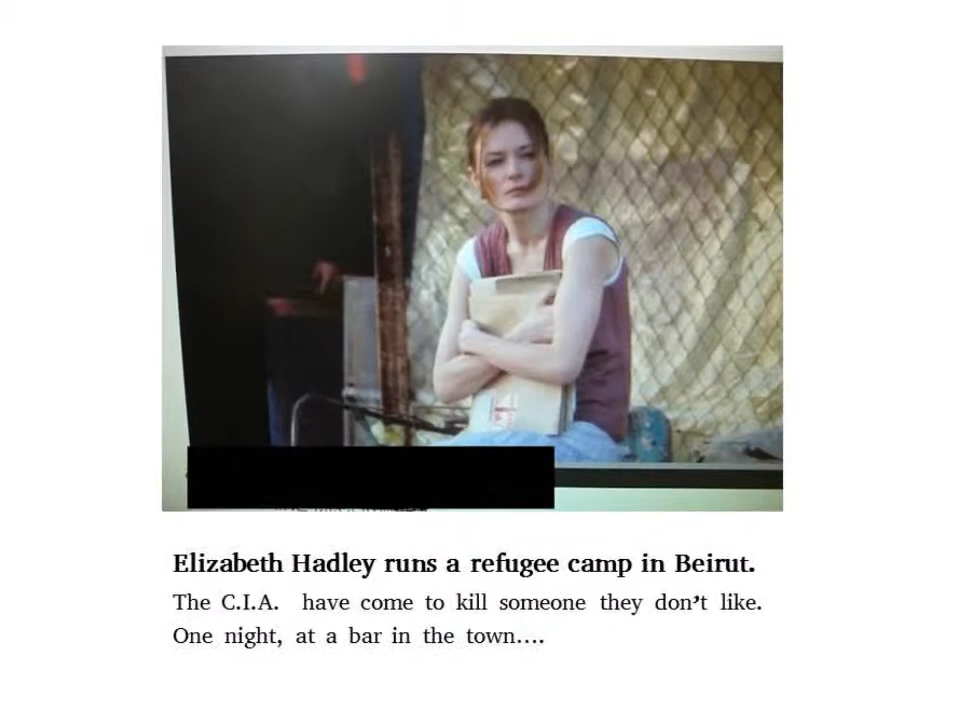 Elizabeth Hadley runs a refugee camp in Beirut.
The C.I.A. have come to kill someone they don’t like.
One night, at a bar in the town….